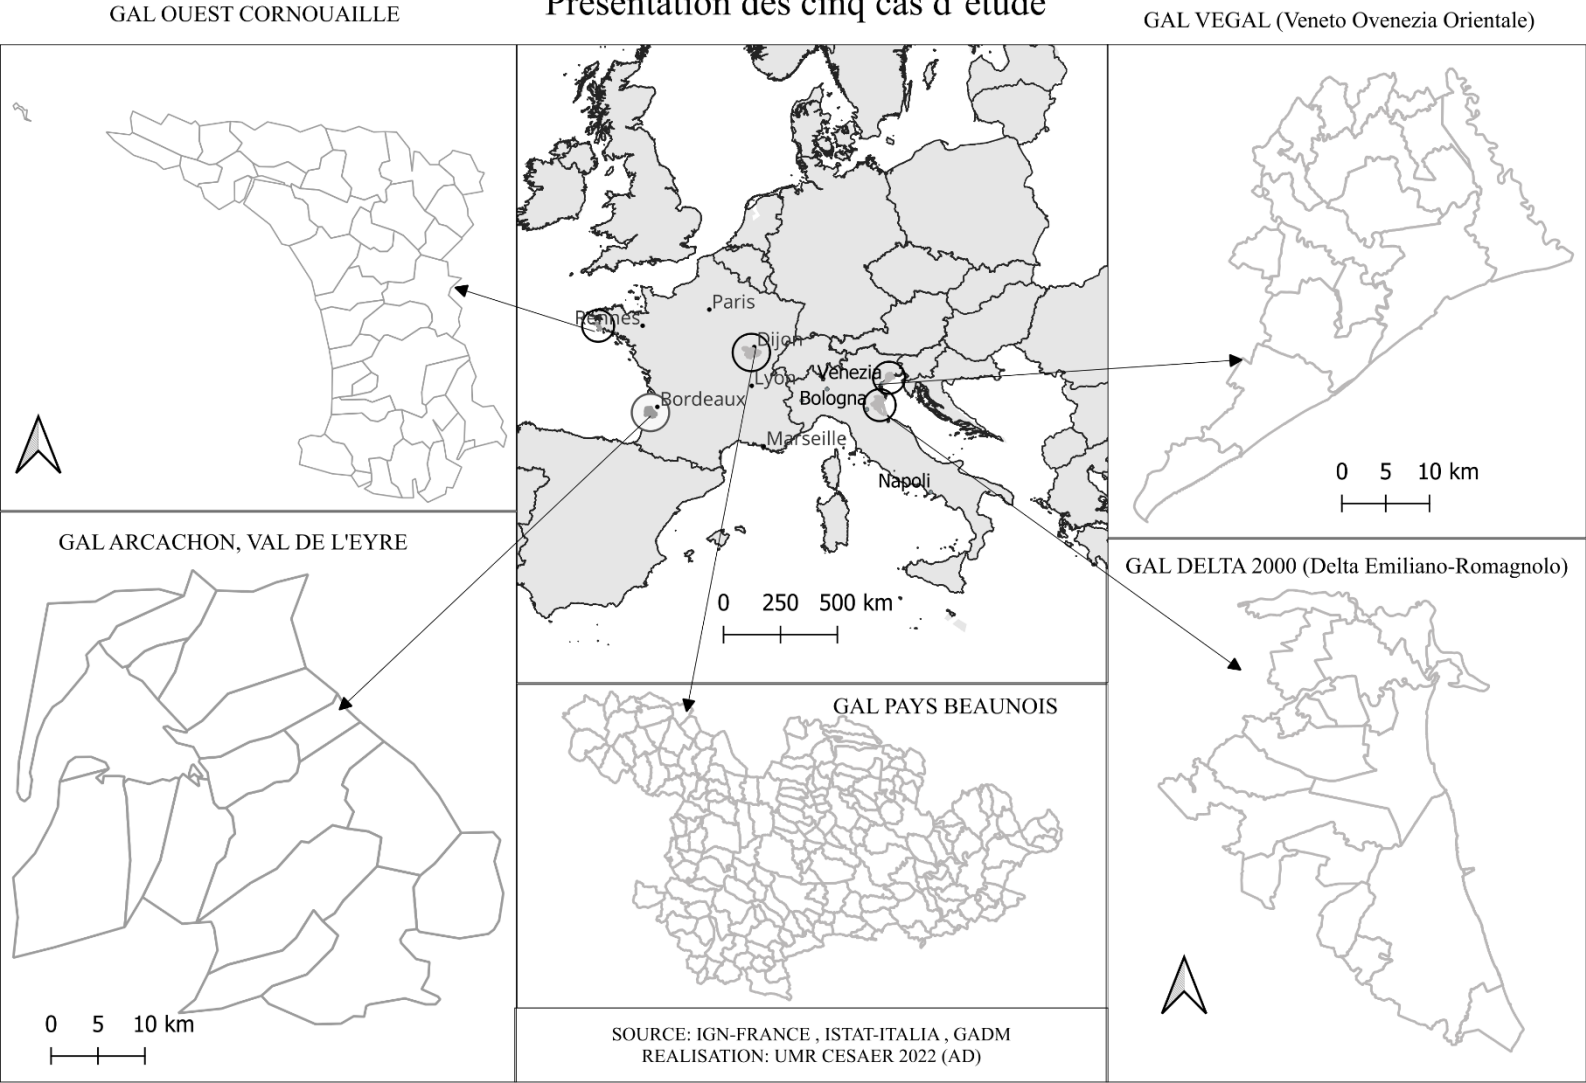 Présentation des cinq cas d'étude
GAL OUEST CORNOUAILLE
GAL VEGAL (Veneto Ovenezia Orientale)
Paris
Rennes
Dijon
Lyon
Venezia
Bologna
Bordeaux
Marseille
Napoli
0 5 10 km
GAL ARCACHON, VAL DE L'EYRE
GAL DELTA 2000 (Delta Emiliano-Romagnolo)
0 250 500 km
GAL PAYS BEAUNOIS
0 5 10 km
SOURCE: IGN-FRANCE , ISTAT-ITALIA , GADM
REALISATION: UMR CESAER 2022 (AD)